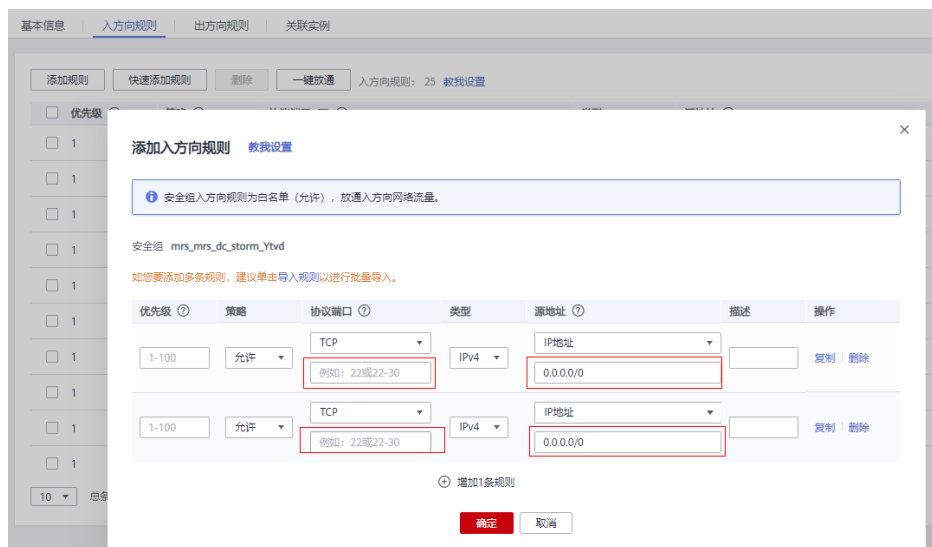 基本信息 入方向规则 出方向规则 关联实例
添加规则 快速添加规则 删除 一键放通 入方向规则: 25 教我设置
优先级
1
1
1
1
1
1
1
1
1
1
10
添加入方向规则 教我设置
安全组入方向规则为白名单（允许），放通入方向网络流量。
安全组 mrs_mrs_dc_storm_Ytvd
如您要添加多条规则，建议单击导入规则以进行批量导入。
优先级 策略 协议端口 类型 源地址 描述 操作
1-100 允许 TCP IPv4 IP地址 复制 删除
例如：22或22-30 0.0.0.0/0
1-100 允许 TCP IPv4 IP地址 复制 删除
例如：22或22-30 0.0.0.0/0
增加1条规则
确定 取消